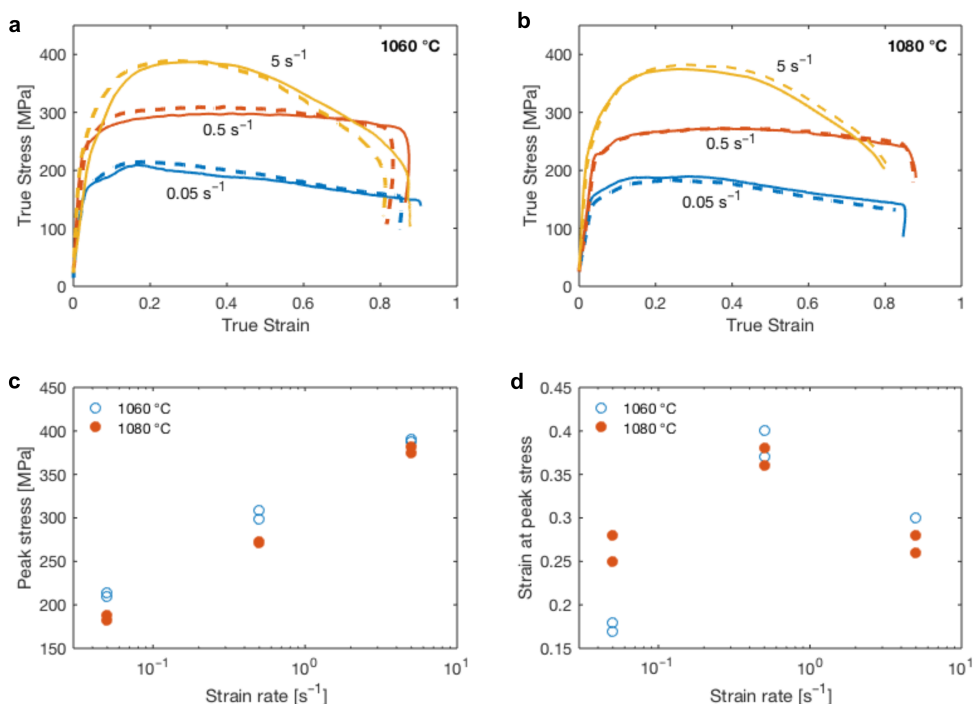 a
1060 °C
5 s⁻¹
0.5 s⁻¹
0.05 s⁻¹
True Stress [MPa]
400
300
200
100
0
0 0.2 0.4 0.6 0.8 1
True Strain
b
1080 °C
5 s⁻¹
0.5 s⁻¹
0.05 s⁻¹
True Stress [MPa]
400
300
200
100
0
0 0.2 0.4 0.6 0.8 1
True Strain
c
1060 °C
1080 °C
Peak stress [MPa]
450
400
350
300
250
200
150
10⁻¹ 10⁰ 10¹
Strain rate [s⁻¹]
d
1060 °C
1080 °C
Strain at peak stress
0.45
0.4
0.35
0.3
0.25
0.2
0.15
10⁻¹ 10⁰ 10¹
Strain rate [s⁻¹]